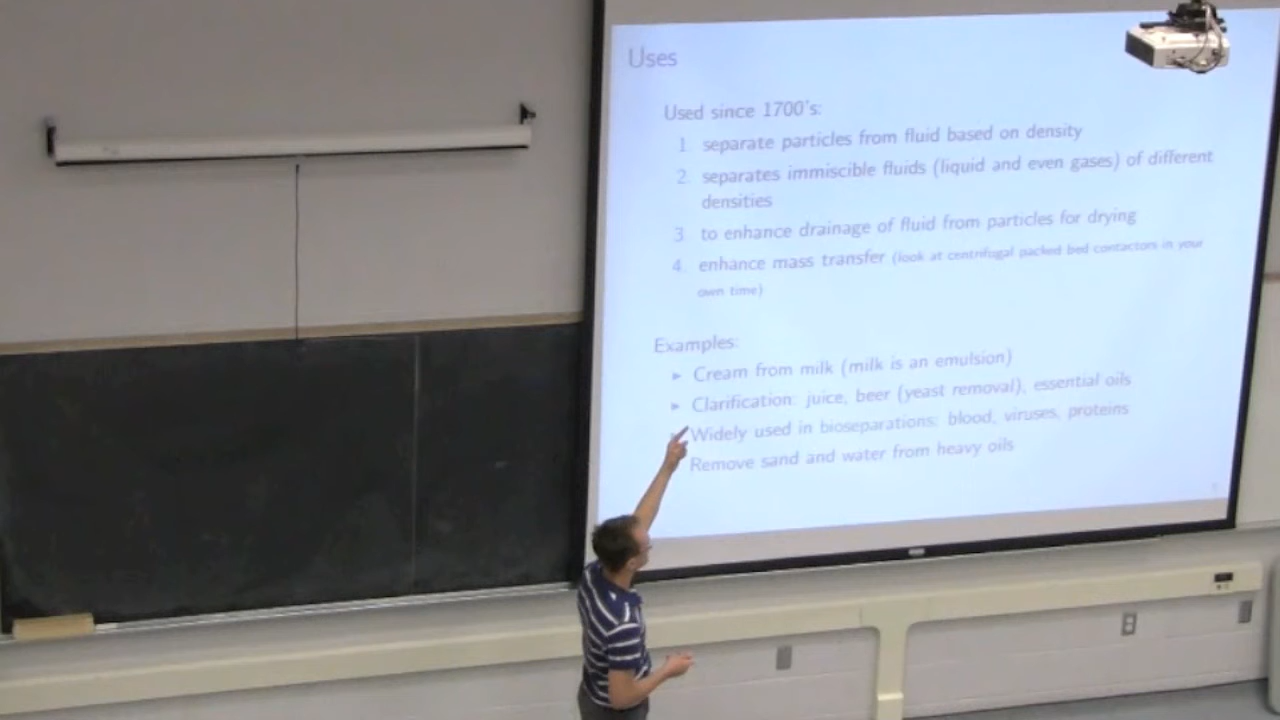 Uses
Used since 1700's:
1. separate particles from fluid based on density
2. separates immiscible fluids (liquid and even gases) of different
densities
3. to enhance drainage of fluid from particles for drying
4. enhance mass transfer (look at centrifugal packed bed contactors in your
own time)
Examples:
► Cream from milk (milk is an emulsion)
► Clarification: juice, beer (yeast removal), essential oils
Widely used in bioseparations: blood, viruses, proteins
Remove sand and water from heavy oils